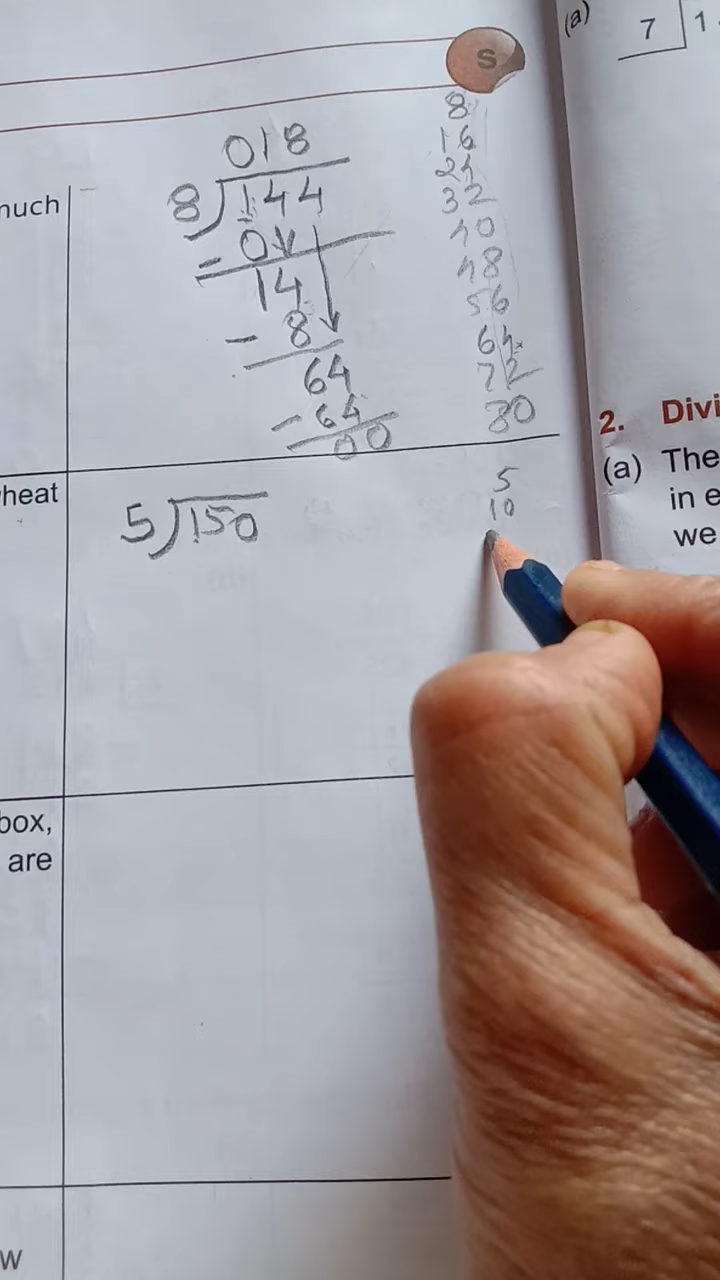 (a)
7 1
S
018
8)144
0
14
- 8
64
- 64
00
8
16
24
32
40
48
56
64
72
80
much
2. Divi
(a) The
in e
we
heat
5)150
5
10
box,
are
w